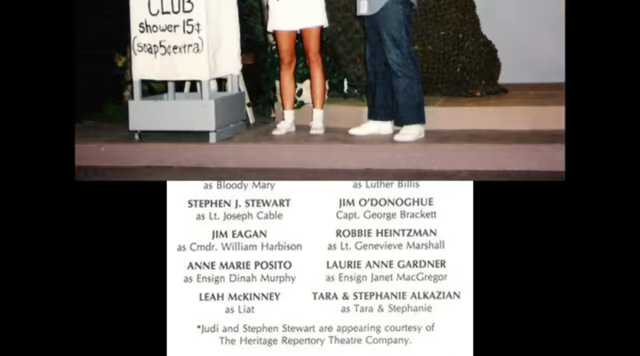 CLUB
shower 15¢
(soap 5¢ extra)
as Bloody Mary
as Luther Billis
STEPHEN J. STEWART
as Lt. Joseph Cable
JIM O'DONOGHUE
Capt. George Brackett
JIM EAGAN
as Cmdr. William Harbison
ROBBIE HEINTZMAN
as Lt. Genevieve Marshall
ANNE MARIE POSITO
as Ensign Dinah Murphy
LAURIE ANNE GARDNER
as Ensign Janet MacGregor
LEAH McKINNEY
as Liat
TARA & STEPHANIE ALKAZIAN
as Tara & Stephanie
*Judi and Stephen Stewart are appearing courtesy of
The Heritage Repertory Theatre Company.